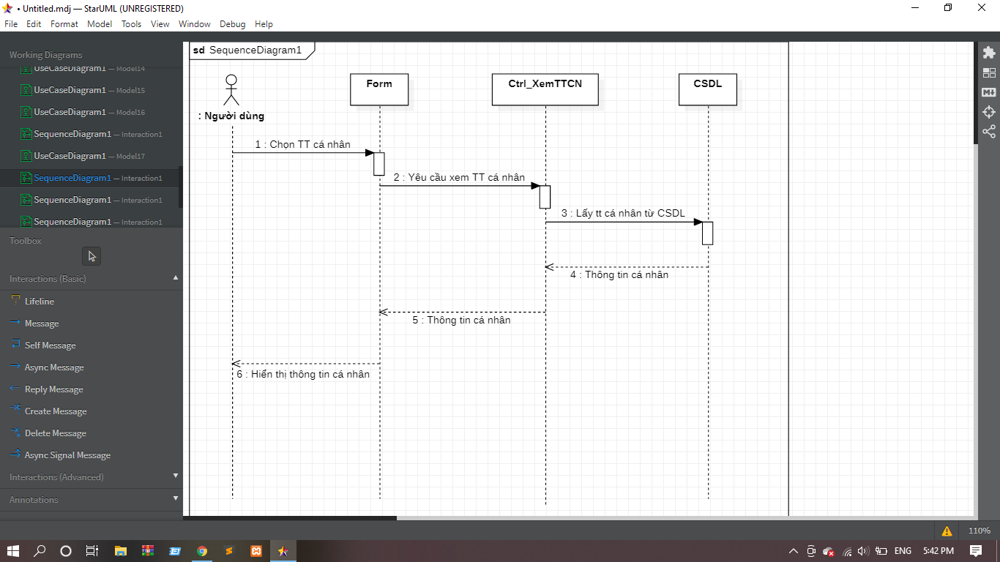 • Untitled.mdj — StarUML (UNREGISTERED)
File Edit Format Model Tools View Window Debug Help
Working Diagrams
UseCaseDiagram1 — Model14
UseCaseDiagram1 — Model15
UseCaseDiagram1 — Model16
SequenceDiagram1 — Interaction1
UseCaseDiagram1 — Model17
SequenceDiagram1 — Interaction1
SequenceDiagram1 — Interaction1
SequenceDiagram1 — Interaction1
Toolbox
Interactions (Basic)
Lifeline
Message
Self Message
Async Message
Reply Message
Create Message
Delete Message
Async Signal Message
Interactions (Advanced)
Annotations
sd SequenceDiagram1
Form
Ctrl_XemTTCN
CSDL
: Người dùng
1 : Chọn TT cá nhân
2 : Yêu cầu xem TT cá nhân
3 : Lấy tt cá nhân từ CSDL
4 : Thông tin cá nhân
5 : Thông tin cá nhân
6 : Hiển thị thông tin cá nhân
M
110%
ENG 5:42 PM